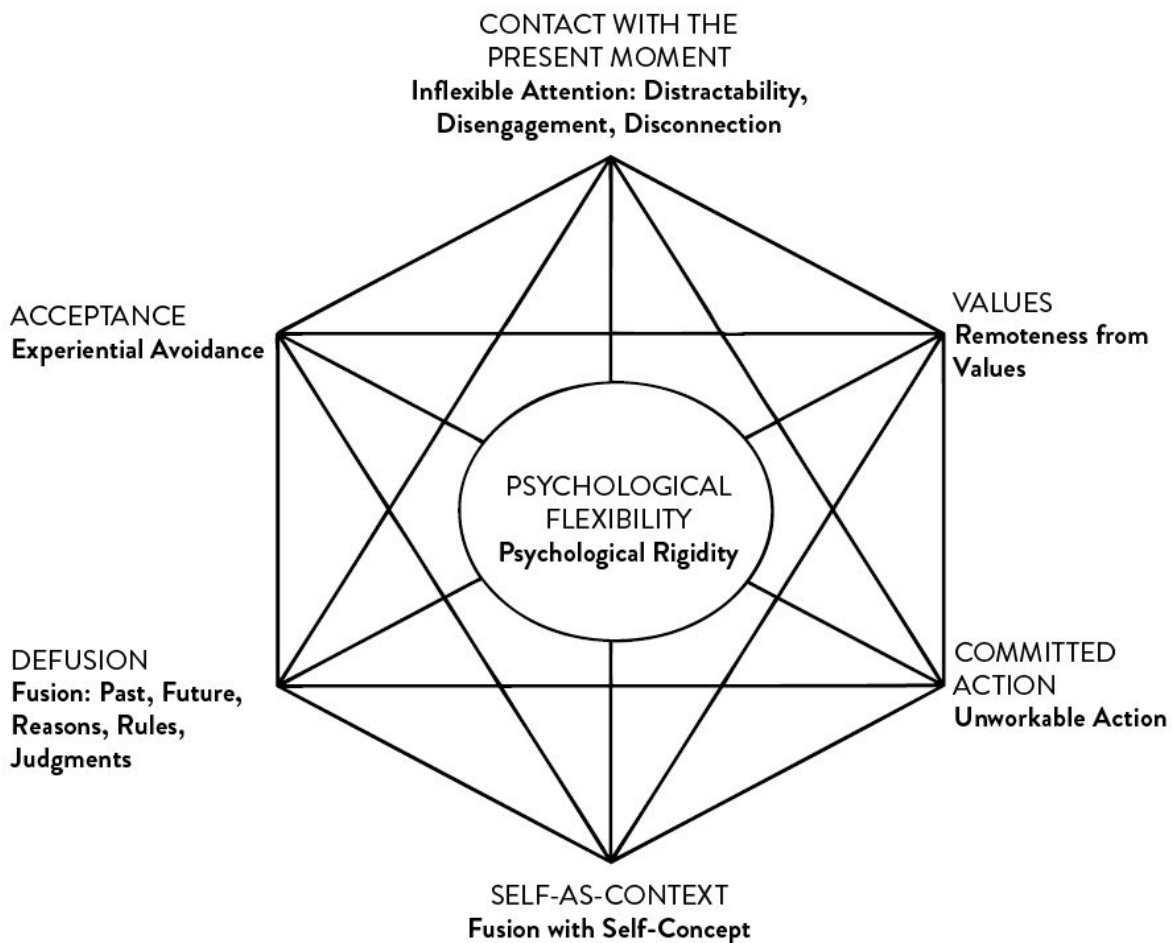 CONTACT WITH THE
PRESENT MOMENT
Inflexible Attention: Distractability,
Disengagement, Disconnection
ACCEPTANCE
Experiential Avoidance
VALUES
Remoteness from
Values
PSYCHOLOGICAL
FLEXIBILITY
Psychological Rigidity
DEFUSION
Fusion: Past, Future,
Reasons, Rules,
Judgments
COMMITTED
ACTION
Unworkable Action
SELF-AS-CONTEXT
Fusion with Self-Concept